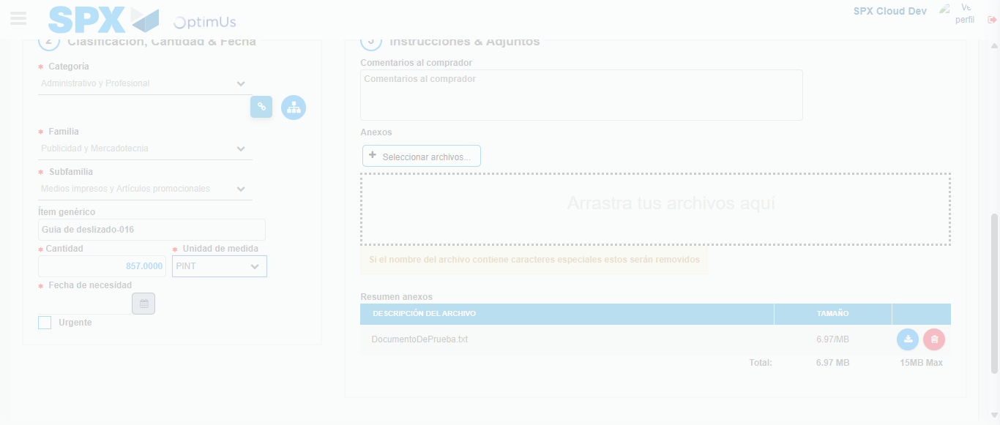 SPX
OptimUs
SPX Cloud Dev
Ve
perfil
2 Clasificación, Cantidad & Fecha
* Categoría
Administrativo y Profesional
* Familia
Publicidad y Mercadotecnia
* Subfamilia
Medios impresos y Artículos promocionales
Ítem genérico
Guia de deslizado-016
* Cantidad * Unidad de medida
857.0000 PINT
* Fecha de necesidad
Urgente
3 Instrucciones & Adjuntos
Comentarios al comprador
Comentarios al comprador
Anexos
+ Seleccionar archivos...
Arrastra tus archivos aquí
Si el nombre del archivo contiene caracteres especiales estos serán removidos
Resumen anexos
DESCRIPCIÓN DEL ARCHIVO TAMAÑO
DocumentoDePrueba.txt 6.97/MB
Total: 6.97 MB 15MB Max